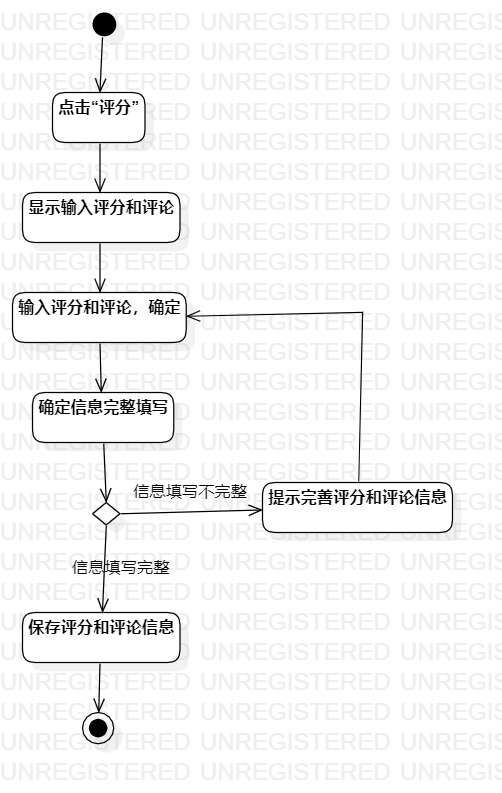 点击“评分”
显示输入评分和评论
输入评分和评论，确定
确定信息完整填写
信息填写不完整
提示完善评分和评论信息
信息填写完整
保存评分和评论信息
UNREGISTERED UNREGISTERED UNREGISTERED